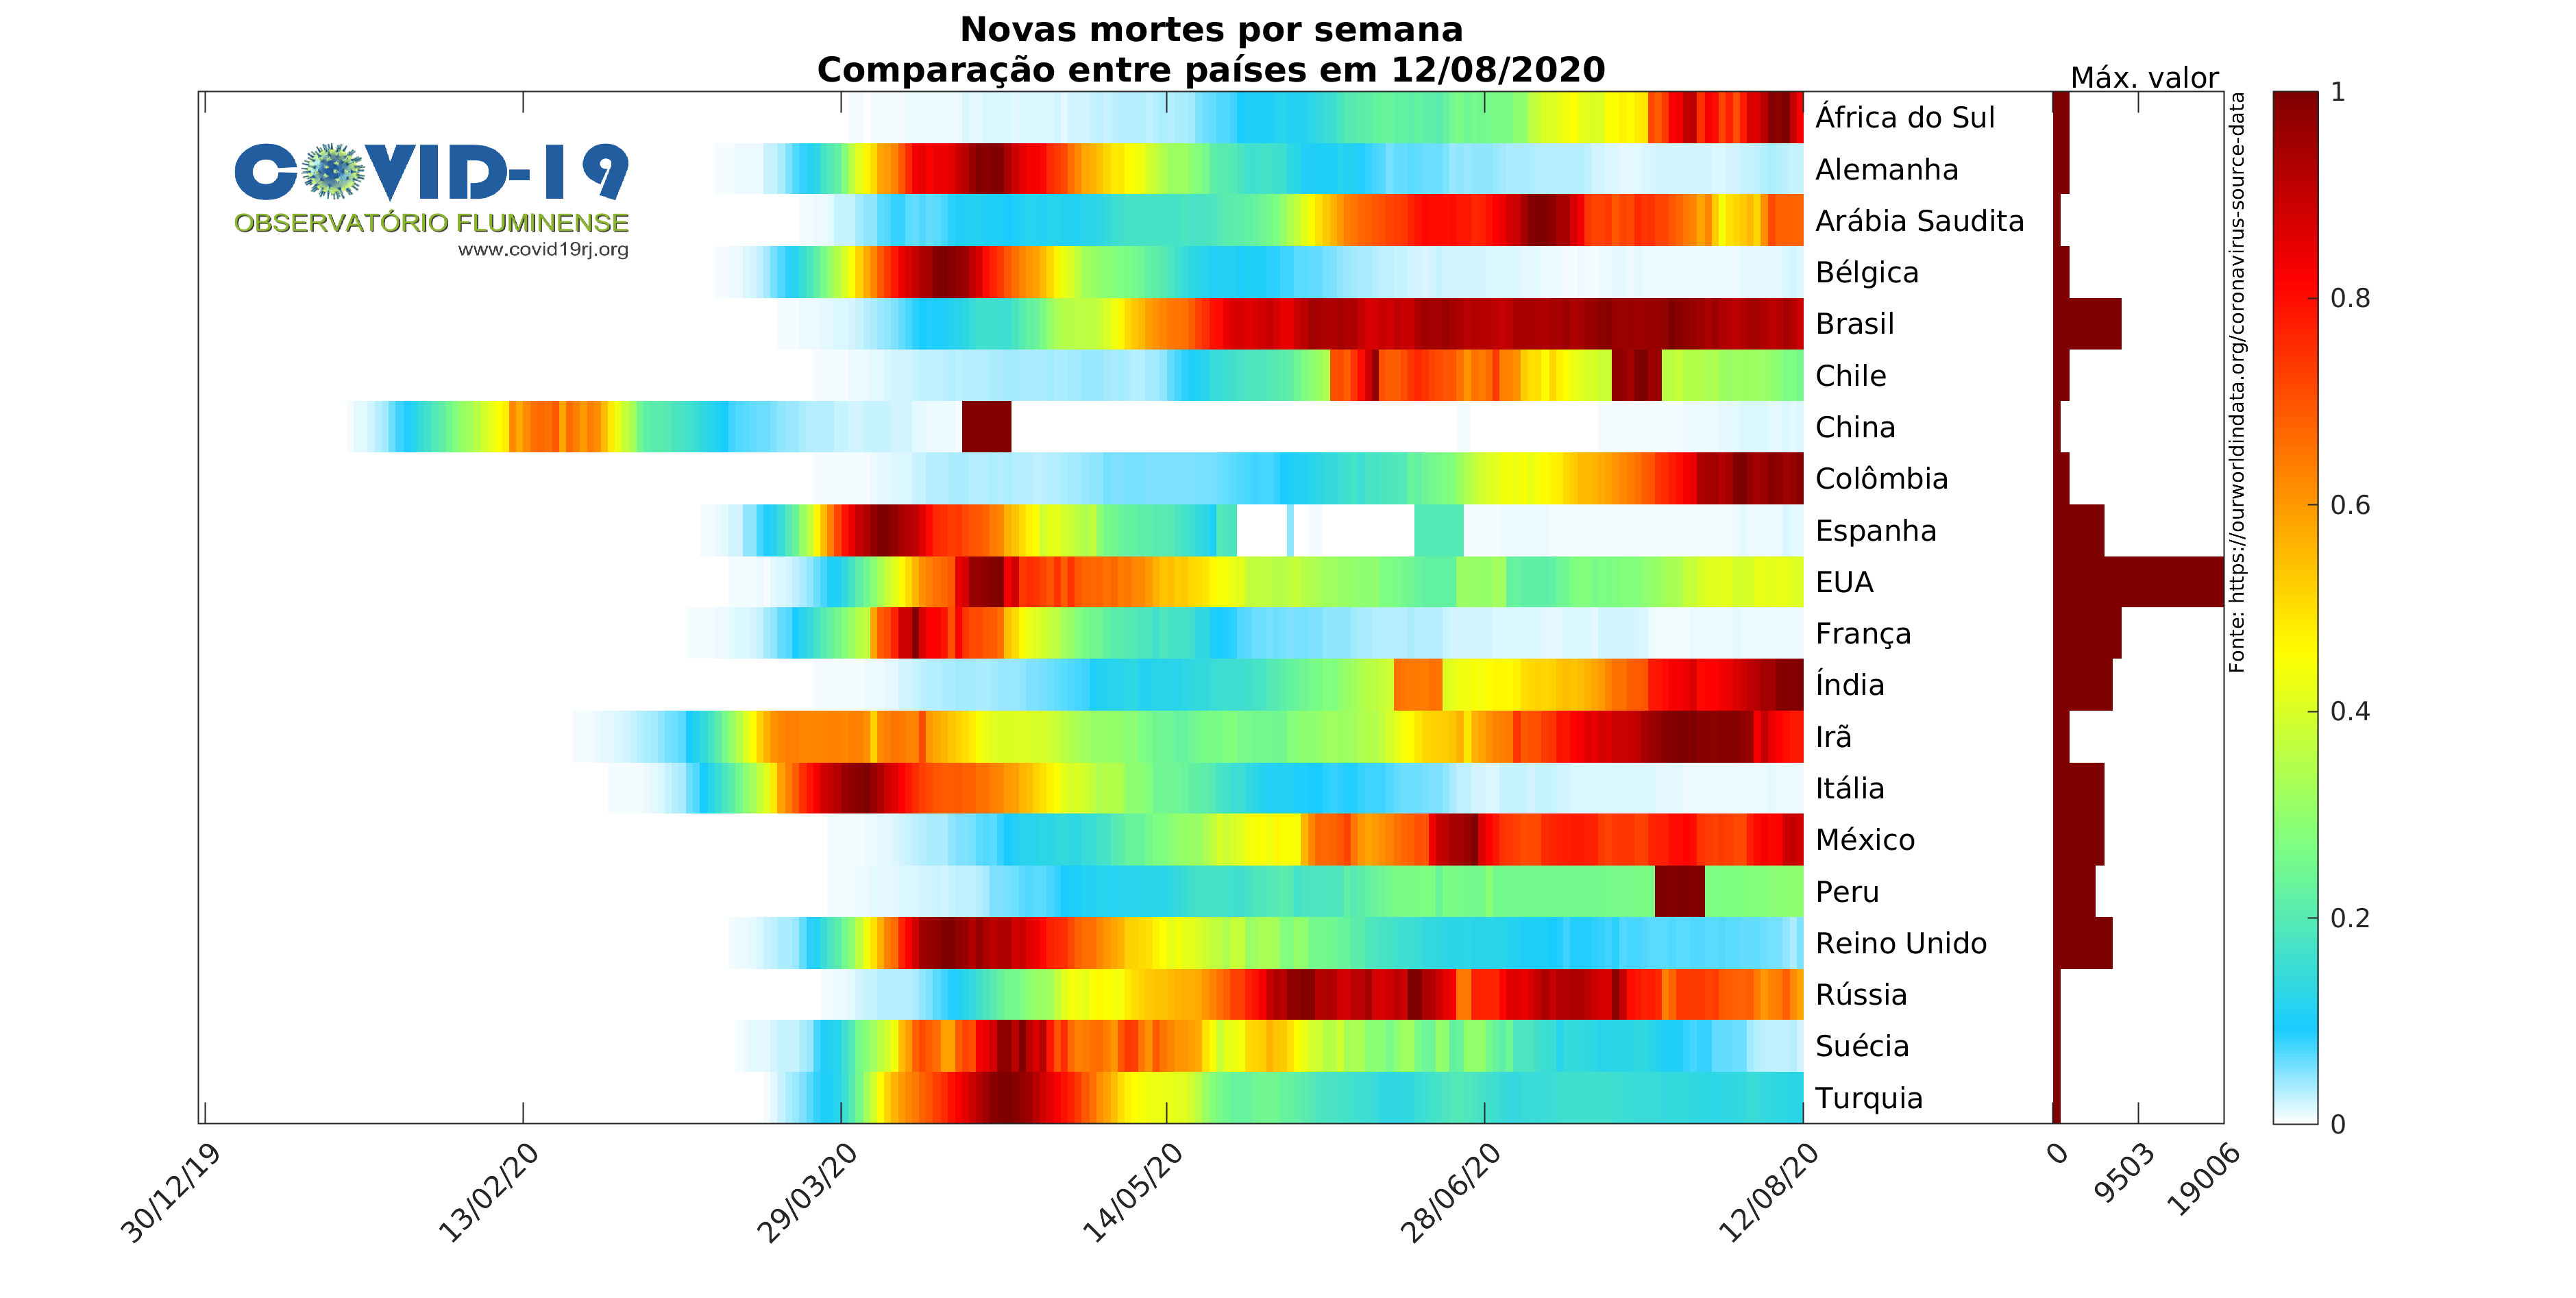 Novas mortes por semana
Comparação entre países em 12/08/2020
Máx. valor
COVID-19
OBSERVATÓRIO FLUMINENSE
www.covid19rj.org
África do Sul
Alemanha
Arábia Saudita
Bélgica
Brasil
Chile
China
Colômbia
Espanha
EUA
França
Índia
Irã
Itália
México
Peru
Reino Unido
Rússia
Suécia
Turquia
30/12/19
13/02/20
29/03/20
14/05/20
28/06/20
12/08/20
0
9503
19006
Fonte: https://ourworldindata.org/coronavirus-source-data
1
0.8
0.6
0.4
0.2
0